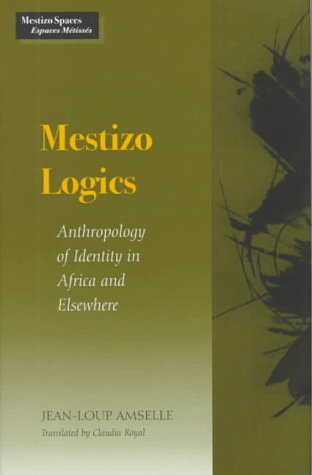 Mestizo Spaces
Espaces Métissés
Mestizo
Logics
Anthropology
of Identity in
Africa and
Elsewhere
JEAN-LOUP AMSELLE
Translated by Claudia Royal